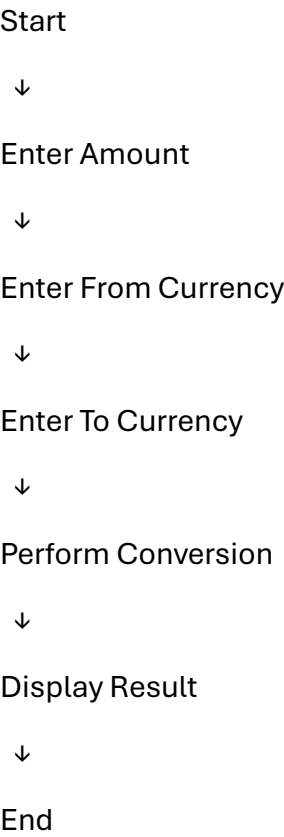 Start
↓
Enter Amount
↓
Enter From Currency
↓
Enter To Currency
↓
Perform Conversion
↓
Display Result
↓
End